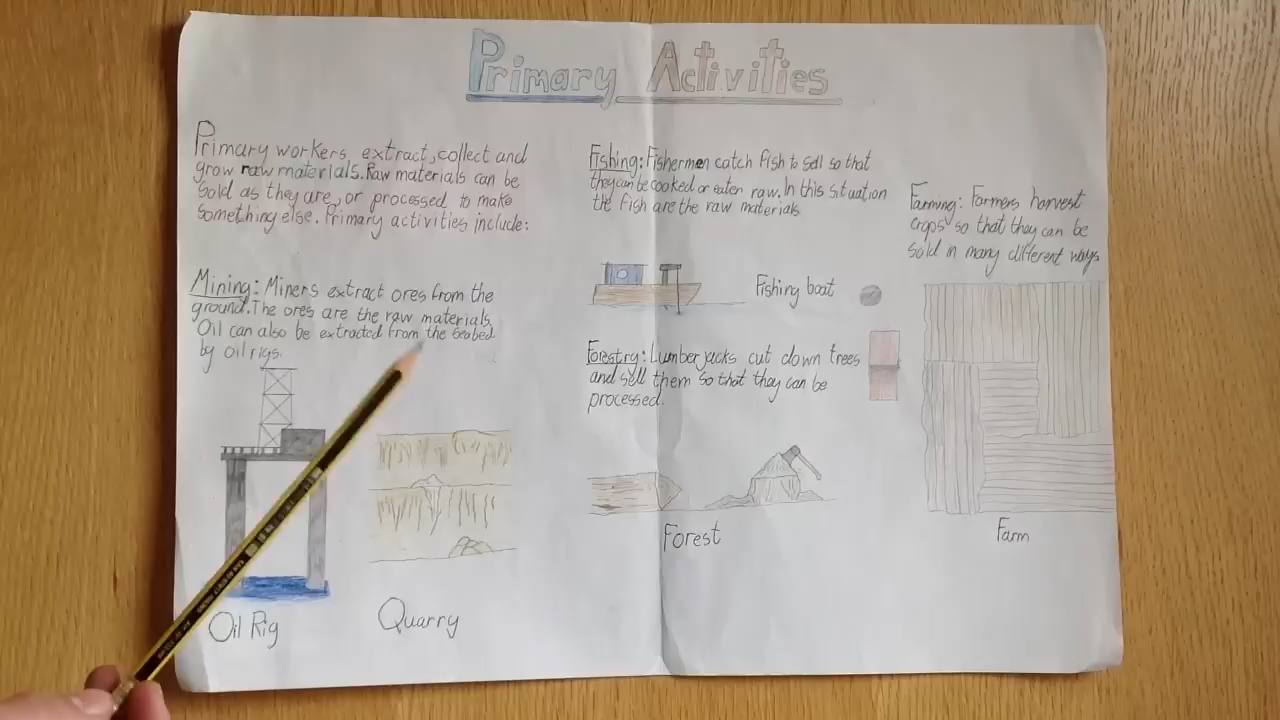 Primary Activities
Primary workers extract, collect and
grow raw materials. Raw materials can be
sold as they are, or processed to make
something else. Primary activities include:
Mining: Miners extract ores from the
ground. The ores are the raw materials.
Oil can also be extracted from the seabed
by oil rigs.
Oil Rig
Quarry
Fishing: Fishermen catch fish to sell so that
they can be cooked or eaten raw. In this situation
the fish are the raw materials
Fishing boat
Forestry: Lumberjacks cut down trees
and sell them so that they can be
processed.
Forest
Farming: Farmers harvest
crops so that they can be
sold in many different ways
Farm